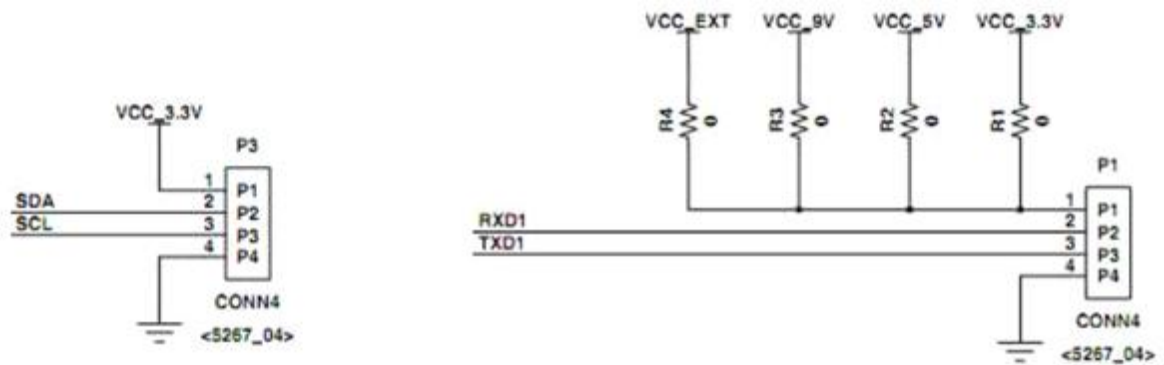 VCC_3.3V
P3
1 P1
SDA 2 P2
SCL 3 P3
4 P4
CONN4
<5267_04>
VCC_EXT VCC_9V VCC_5V VCC_3.3V
R4 0 R3 0 R2 0 R1 0
P1
1 P1
RXD1 2 P2
TXD1 3 P3
4 P4
CONN4
<5267_04>